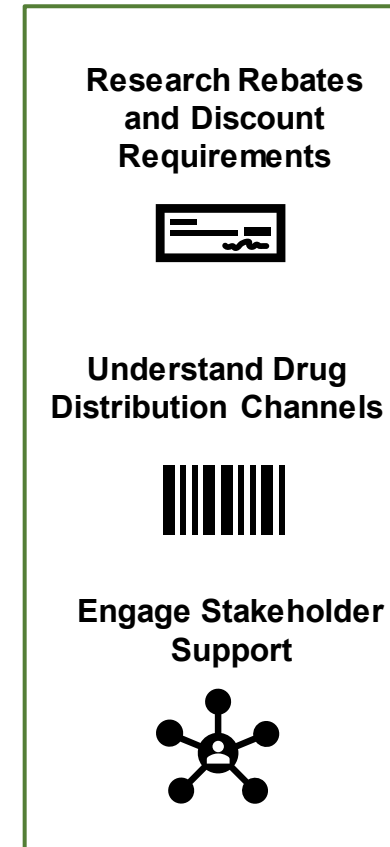 Research Rebates
and Discount
Requirements
Understand Drug
Distribution Channels
Engage Stakeholder
Support